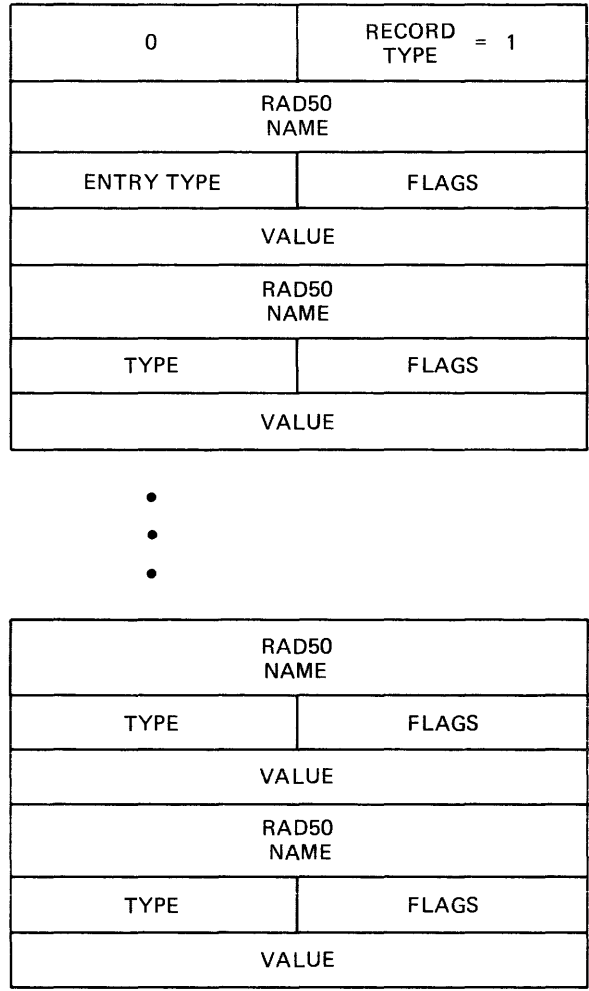 0
RECORD
TYPE = 1
RAD50
NAME
ENTRY TYPE
FLAGS
VALUE
RAD50
NAME
TYPE
FLAGS
VALUE
RAD50
NAME
TYPE
FLAGS
VALUE
RAD50
NAME
TYPE
FLAGS
VALUE